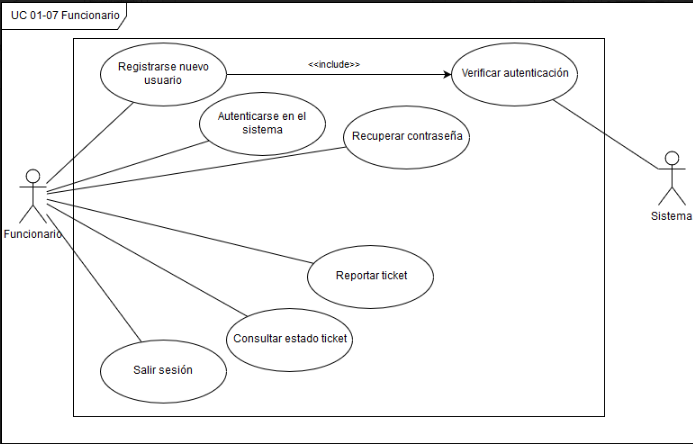 UC 01-07 Funcionario
Registrarse nuevo
usuario
<<include>>
Verificar autenticación
Autenticarse en el
sistema
Recuperar contraseña
Funcionario
Sistema
Reportar ticket
Consultar estado ticket
Salir sesión